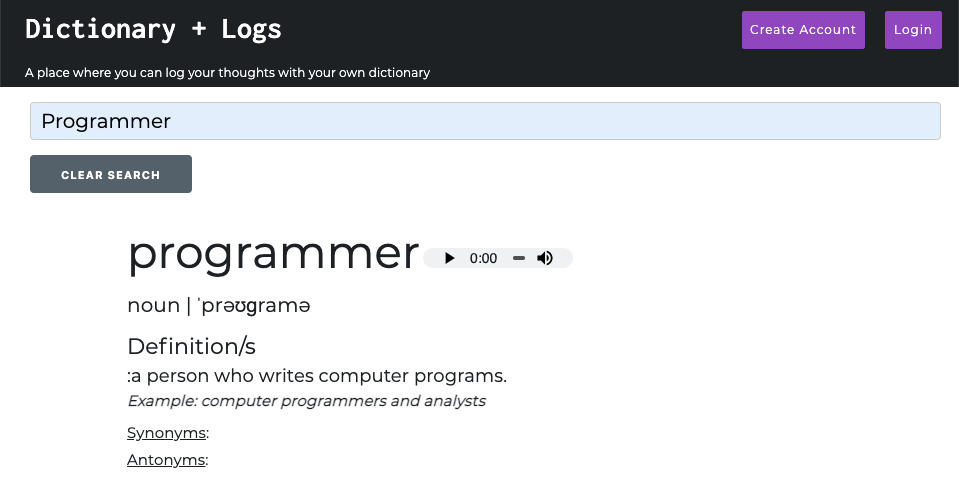 Dictionary + Logs
Create Account
Login
A place where you can log your thoughts with your own dictionary
Programmer
CLEAR SEARCH
programmer
0:00
noun | ˈprəʊɡramə
Definition/s
:a person who writes computer programs.
Example: computer programmers and analysts
Synonyms:
Antonyms: